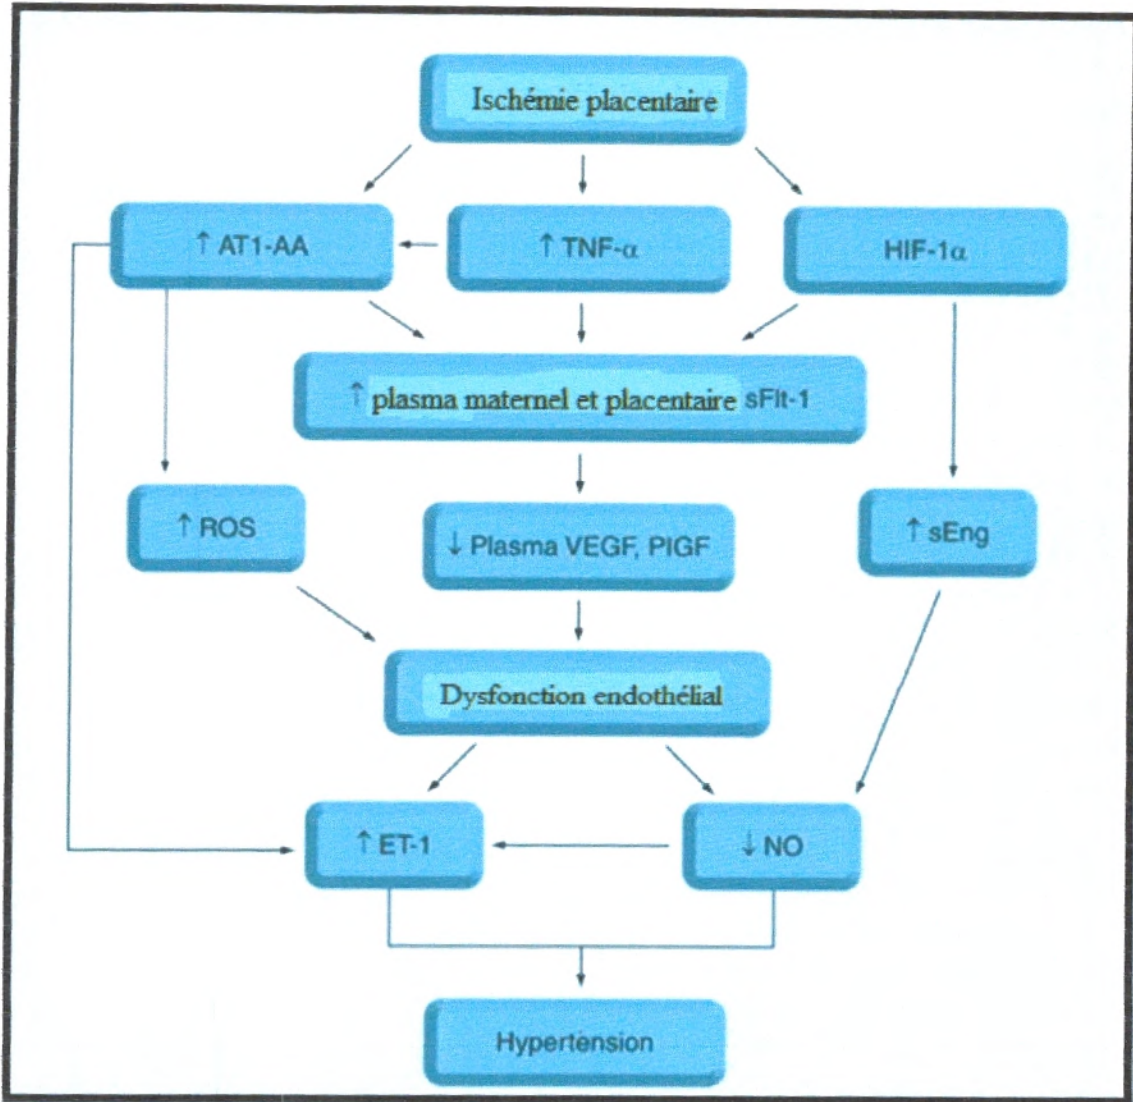 Ischémie placentaire
↑ AT1-AA
↑ TNF-α
HIF-1α
↑ plasma maternel et placentaire sFlt-1
↑ ROS
↓ Plasma VEGF, PIGF
↑ sEng
Dysfonction endothélial
↑ ET-1
↓ NO
Hypertension